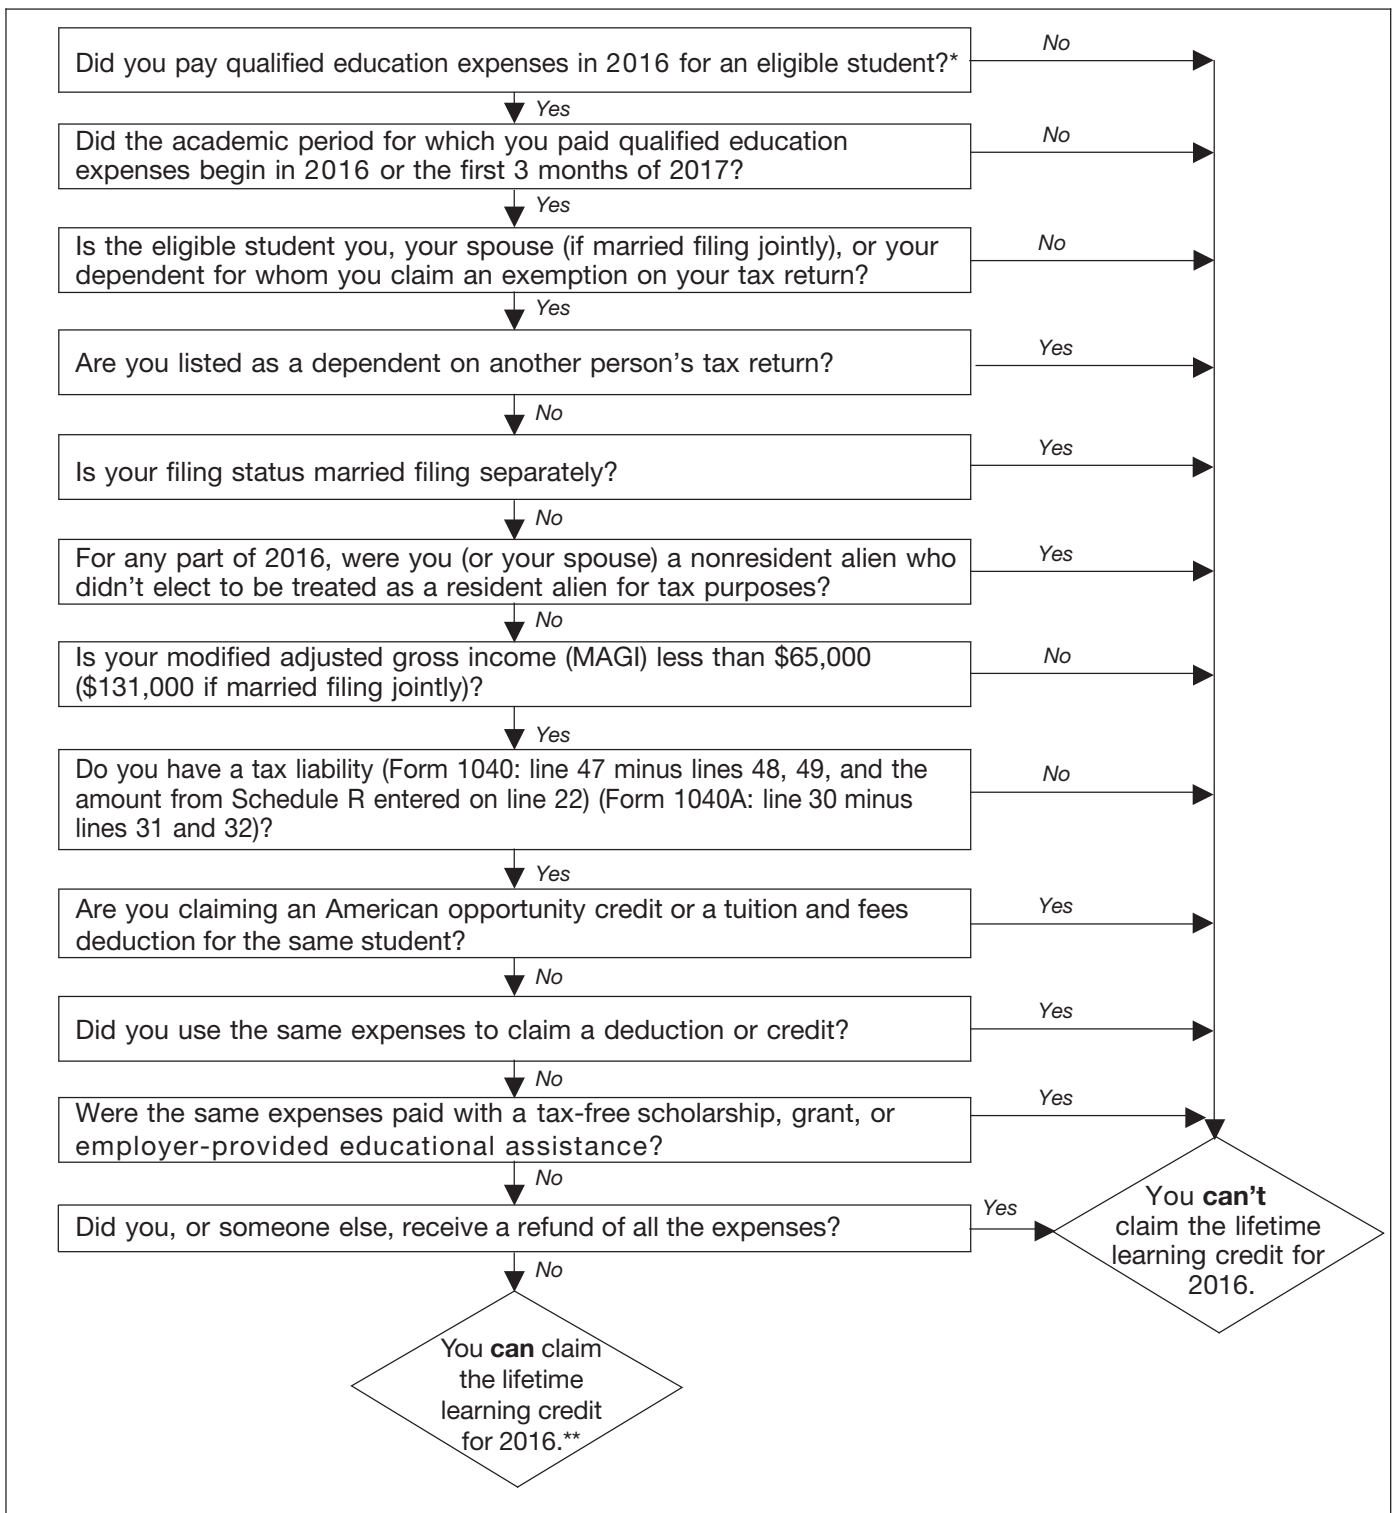 Did you pay qualified education expenses in 2016 for an eligible student?*
No
Yes
Did the academic period for which you paid qualified education
expenses begin in 2016 or the first 3 months of 2017?
No
Yes
Is the eligible student you, your spouse (if married filing jointly), or your
dependent for whom you claim an exemption on your tax return?
No
Yes
Are you listed as a dependent on another person's tax return?
Yes
No
Is your filing status married filing separately?
Yes
No
For any part of 2016, were you (or your spouse) a nonresident alien who
didn't elect to be treated as a resident alien for tax purposes?
Yes
No
Is your modified adjusted gross income (MAGI) less than $65,000
($131,000 if married filing jointly)?
No
Yes
Do you have a tax liability (Form 1040: line 47 minus lines 48, 49, and the
amount from Schedule R entered on line 22) (Form 1040A: line 30 minus
lines 31 and 32)?
No
Yes
Are you claiming an American opportunity credit or a tuition and fees
deduction for the same student?
Yes
No
Did you use the same expenses to claim a deduction or credit?
Yes
No
Were the same expenses paid with a tax-free scholarship, grant, or
employer-provided educational assistance?
Yes
No
Did you, or someone else, receive a refund of all the expenses?
Yes
No
You can't
claim the lifetime
learning credit for
2016.
You can claim
the lifetime
learning credit
for 2016.**